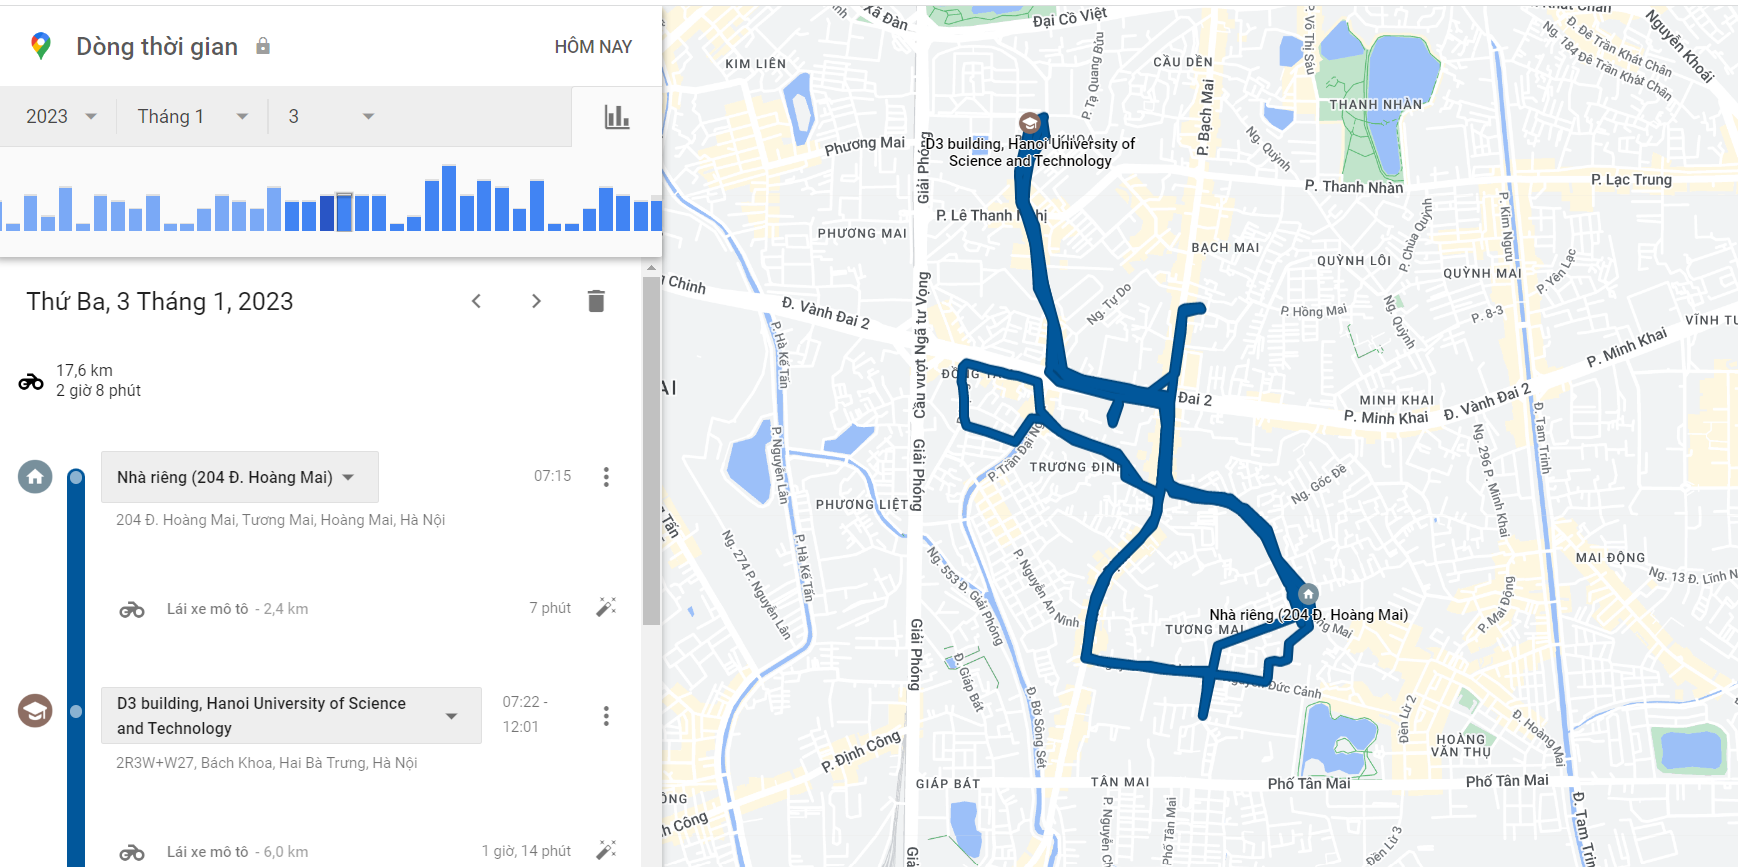 Dòng thời gian
HÔM NAY
2023
Tháng 1
3
Thứ Ba, 3 Tháng 1, 2023
17,6 km
2 giờ 8 phút
Nhà riêng (204 Đ. Hoàng Mai)
07:15
204 Đ. Hoàng Mai, Tương Mai, Hoàng Mai, Hà Nội
Lái xe mô tô - 2,4 km
7 phút
D3 building, Hanoi University of Science
and Technology
07:22 -
12:01
2R3W+W27, Bách Khoa, Hai Bà Trưng, Hà Nội
Lái xe mô tô - 6,0 km
1 giờ, 14 phút
Xã Đàn
Đại Cồ Việt
P. Võ Thị Sáu
Đ. Đê Trần Khát Chân
Ng. 184 Đê Trần Khát Chân
Nguyễn Khoái
KIM LIÊN
P. Tạ Quang Bửu
CẦU DỀN
P. Bạch Mai
THANH NHÀN
Phương Mai
Giải Phóng
D3 building, Hanoi University of
Science and Technology
Ng. Quỳnh
P. Thanh Nhàn
P. Lạc Trung
P. Kim Ngưu
P. Lê Thanh Nghị
PHƯƠNG MAI
BẠCH MAI
P. Chùa Quỳnh
QUỲNH LÔI
QUỲNH MAI
P. Yên Lạc
Chinh
Đ. Vành Đai 2
Cầu vượt Ngã tư Vọng
Ng. Tự Do
P. Hồng Mai
Ng. Quỳnh
P. 8-3
VĨNH TU
P. Minh Khai
P. Hà Kế Tấn
ĐỒNG TÂ
AI
Đai 2
MINH KHAI
P. Minh Khai
Đ. Vành Đai 2
Đ. Tam Trinh
P. Nguyễn Lân
Giải Phóng
P. Trần Đại Ng
TRƯƠNG ĐỊNH
Ng. Gốc Đề
Ng. 296 P. Minh Khai
PHƯƠNG LIỆT
Ng. 274 P. Nguyễn Lân
P. Hà Kế Tấn
Ng. 553 Đ. Giải Phóng
P. Nguyễn An Ninh
MAI ĐỘNG
Ng. 13 Đ. Lĩnh N
P. Mai Động
Nhà riêng (204 Đ. Hoàng Mai)
TƯƠNG MAI
ng Mai
Giải Phóng
Đ. Giáp Bát
Đ. Bờ Sông Sét
yễn Đức Cảnh
Đền Lừ 2
HOÀNG
VĂN THỤ
Đ. Hoàng Mai
P. Định Công
GIÁP BÁT
TÂN MAI
Phố Tân Mai
Phố Tân Mai
Đ. Tam Trinh
h Công
P. Nguyễn Ch
Phố Tân Mai
Đền Lừ 3